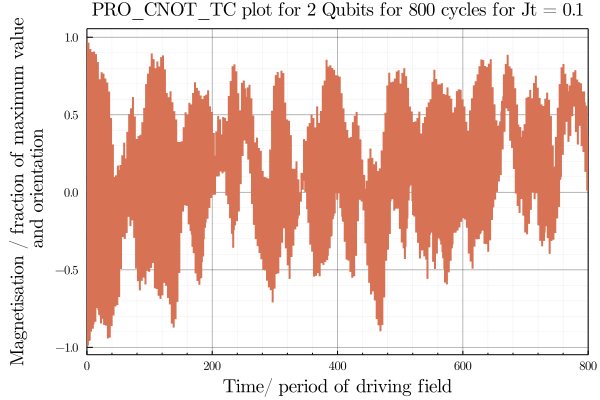 PRO_CNOT_TC plot for 2 Qubits for 800 cycles for Jt = 0.1
Magnetisation / fraction of maximum value
and orientation
1.0
0.5
0.0
−0.5
−1.0
0 200 400 600 800
Time/ period of driving field